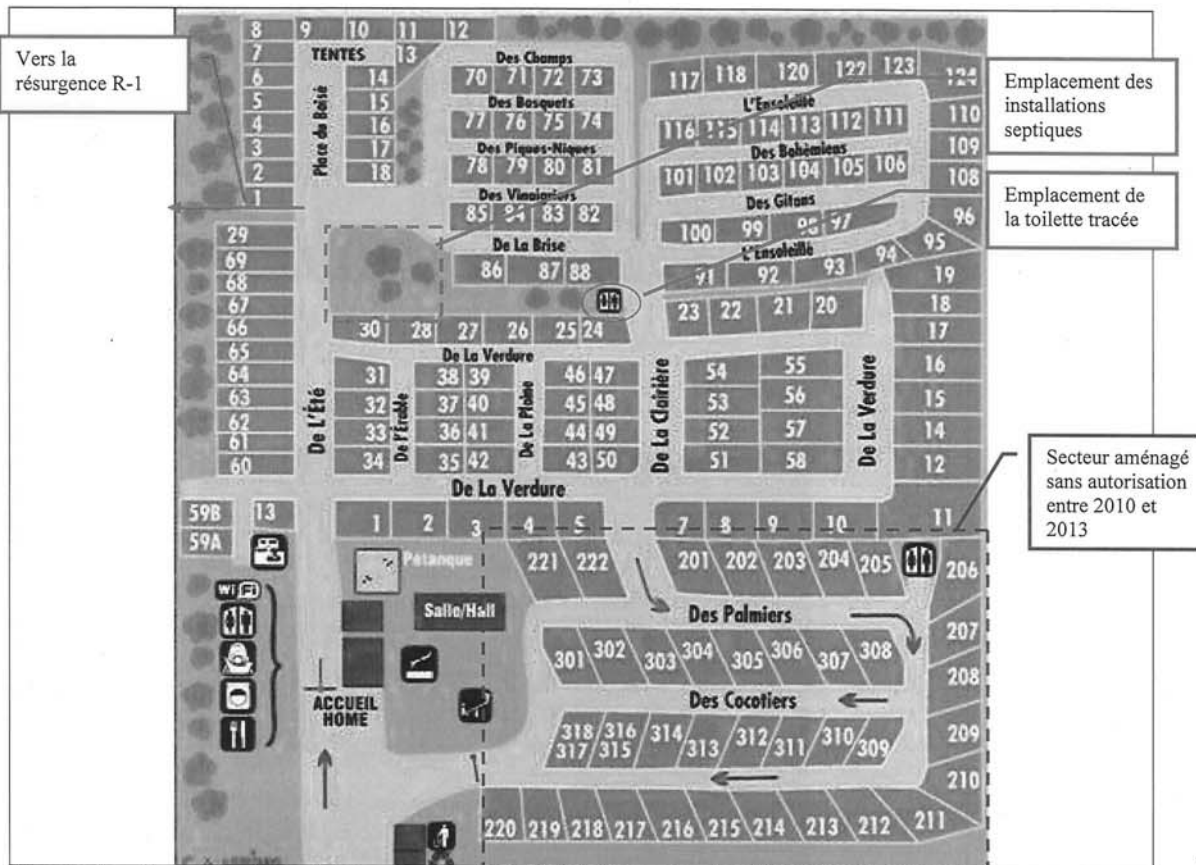 8 9 10 11 12
Vers la
résurgence R-1
7 TENTES 13
6 14
5 15
4 16
3 17
2 18
1
Place du Boisé
Des Champs
70 71 72 73
Des Bosquets
77 76 75 74
Des Piques-Niques
78 79 80 81
Des Vinaigriers
85 84 83 82
De La Brise
86 87 88
117 118 120 122 123 124
L'Ensoleillé
116 115 114 113 112 111 110
Des Bohèmiens 109
101 102 103 104 105 106 108
Des Gitans
100 99 98 97 96
L'Ensoleillé
91 92 93 94 95
Emplacement des
installations
septiques
Emplacement de
la toilette tracée
29
69
68
67
66
65
64
63
62
61
60
De L'Été
30 28 27 26 25 24
De La Verdure
31 38 39 46 47
32 37 40 45 48
33 36 41 44 49
34 35 42 43 50
De l'Érable
De La Plaine
De La Clairière
23 22 21 20
54 55
53 56
52 57
51 58
De La Verdure
19
18
17
16
15
14
12
11
Secteur aménagé
sans autorisation
entre 2010 et
2013
De La Verdure
59B 13
59A
1 2 3 4 5 7 8 9 10
Pétanque
Salle/Hall
Wi Fi
ACCUEIL
HOME
221 222 201 202 203 204 205 206
Des Palmiers
207
301 302 303 304 305 306 307 308
208
Des Cocotiers
318 316 314 313 312 311 310 309
317 315
209
210
220 219 218 217 216 215 214 213 212 211